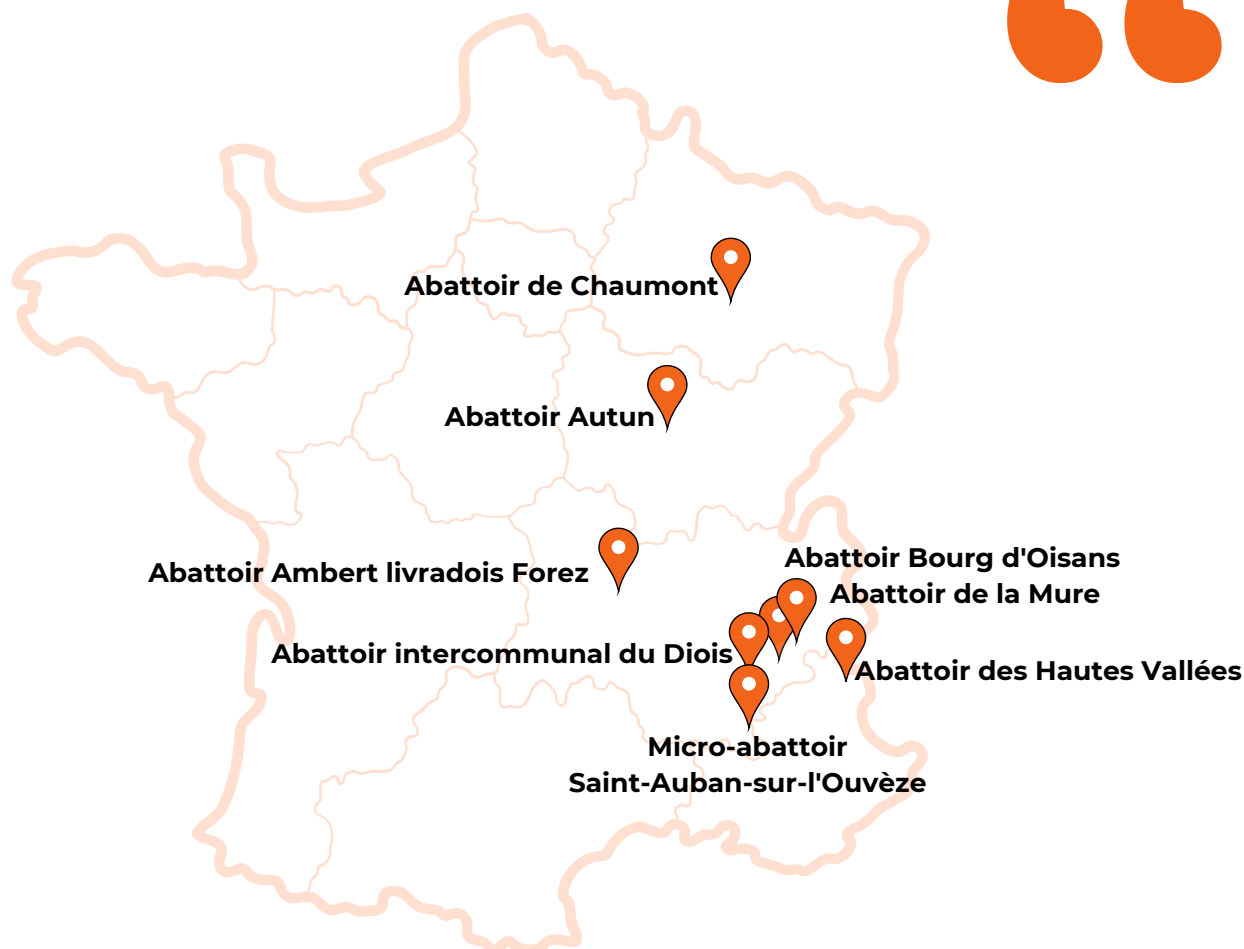 Abattoir de Chaumont
Abattoir Autun
Abattoir Bourg d'Oisans
Abattoir Ambert livradois Forez
Abattoir de la Mure
Abattoir intercommunal du Diois
Abattoir des Hautes Vallées
Micro-abattoir
Saint-Auban-sur-l'Ouvèze